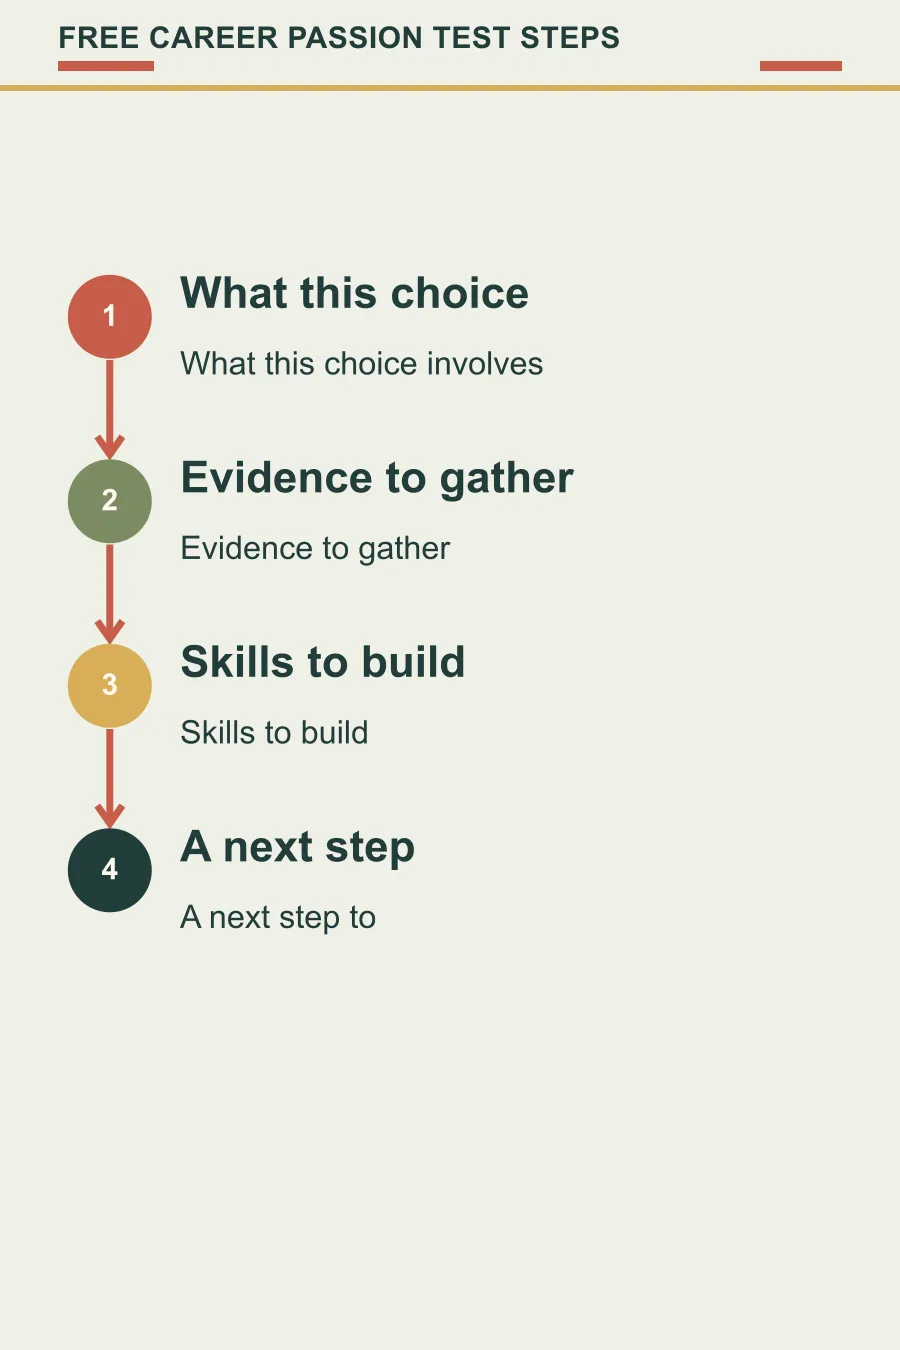 FREE CAREER PASSION TEST STEPS
1
What this choice
What this choice involves
2
Evidence to gather
Evidence to gather
3
Skills to build
Skills to build
4
A next step
A next step to